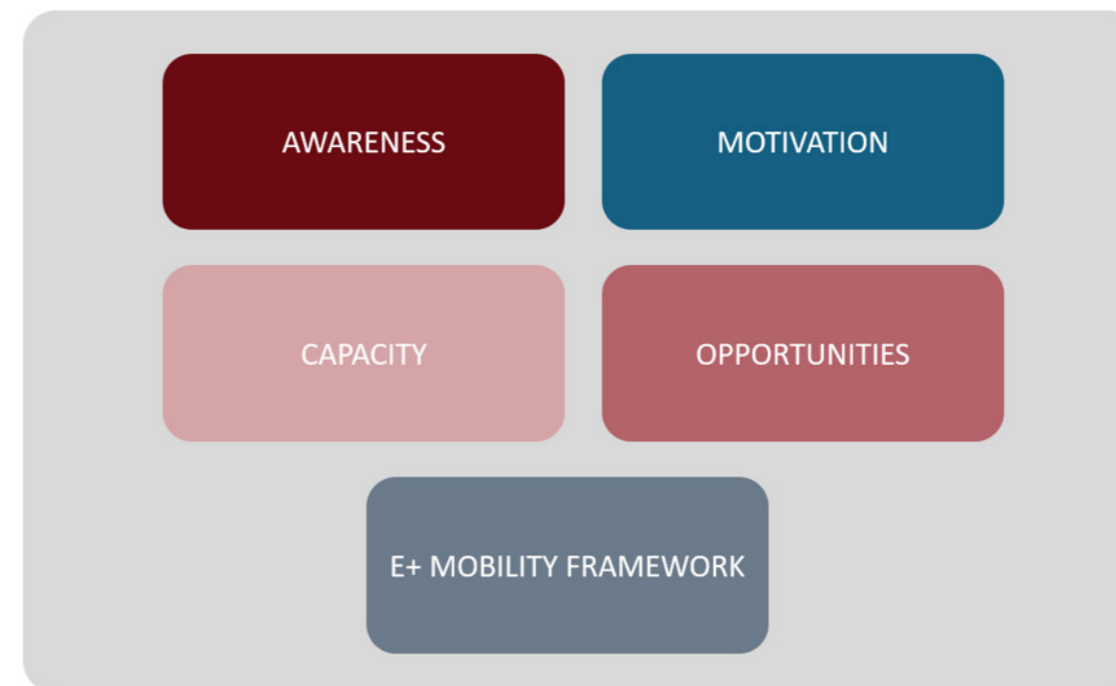 AWARENESS
MOTIVATION
CAPACITY
OPPORTUNITIES
E+ MOBILITY FRAMEWORK